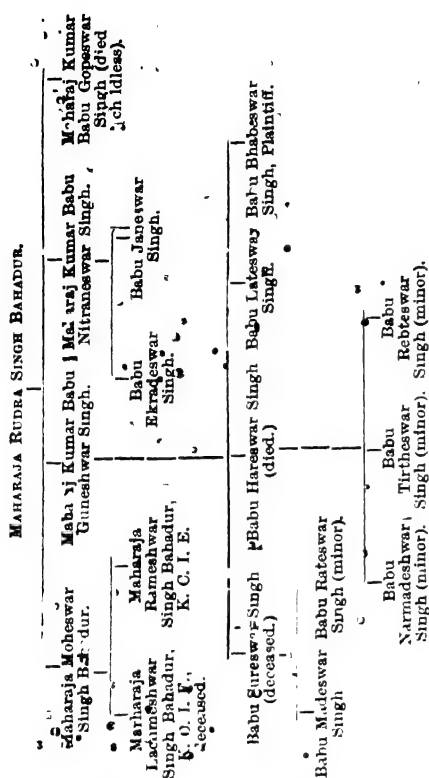 MAHARAJA RUDRA SINGH BAHADUR.
Maharaja Moheswar
Singh Bahadur.
Maharaj Kumar Babu
Guneshwar Singh.
Maharaj Kumar Babu
Nitraneswar Singh.
Maharaj Kumar
Babu Gopeswar
Singh (died
childless).
Marharaja
Lachmeshwar
Singh Bahadur,
K. C. I. E.,
deceased.
Maharaja
Rameshwar
Singh Bahadur,
K. C. I. E.
Babu
Ekradeswar
Singh.
Babu Janeswar
Singh.
Babu Sureswar Singh
(deceased.)
Babu Hareswar Singh
(died.)
Babu Lateswar
Singh.
Babu Bhabeswar
Singh, Plaintiff.
Babu Madeswar
Singh
Babu Rateswar
Singh (minor).
Babu
Narmadeshwar
Singh (minor).
Babu
Tirtheswar
Singh (minor).
Babu
Rebteswar
Singh (minor).